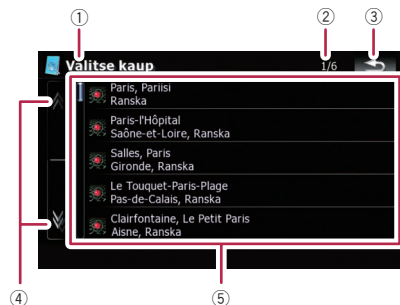 ① ② ③
Valitse kaup 1/6
Paris, Pariisi
Ranska
Paris-l'Hôpital
Saône-et-Loire, Ranska
Salles, Paris
Gironde, Ranska
Le Touquet-Paris-Plage
Pas-de-Calais, Ranska
Clairfontaine, Le Petit Paris
Aisne, Ranska
④ ⑤